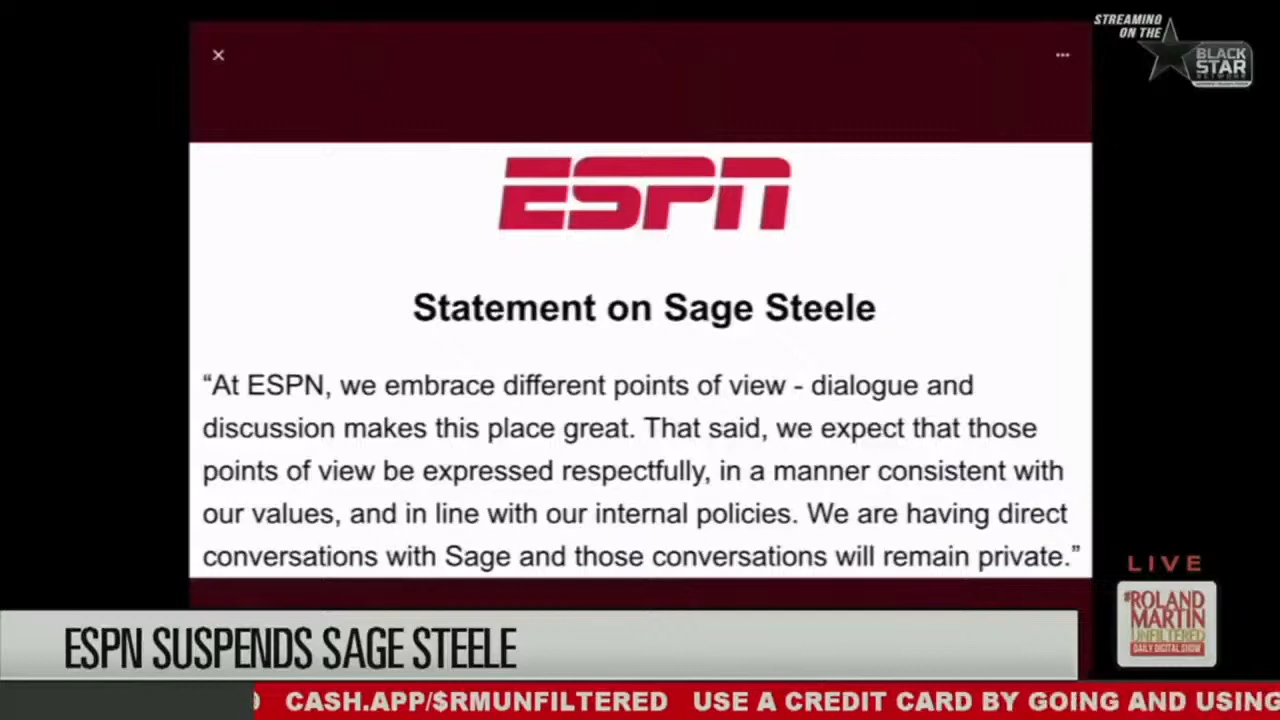 STREAMING
ON THE
BLACK
STAR
NETWORK
ESPN
Statement on Sage Steele
“At ESPN, we embrace different points of view - dialogue and
discussion makes this place great. That said, we expect that those
points of view be expressed respectfully, in a manner consistent with
our values, and in line with our internal policies. We are having direct
conversations with Sage and those conversations will remain private.”
LIVE
#ROLAND
MARTIN
UNFILTERED
DAILY DIGITAL SHOW
ESPN SUSPENDS SAGE STEELE
CASH.APP/$RMUNFILTERED USE A CREDIT CARD BY GOING AND USING